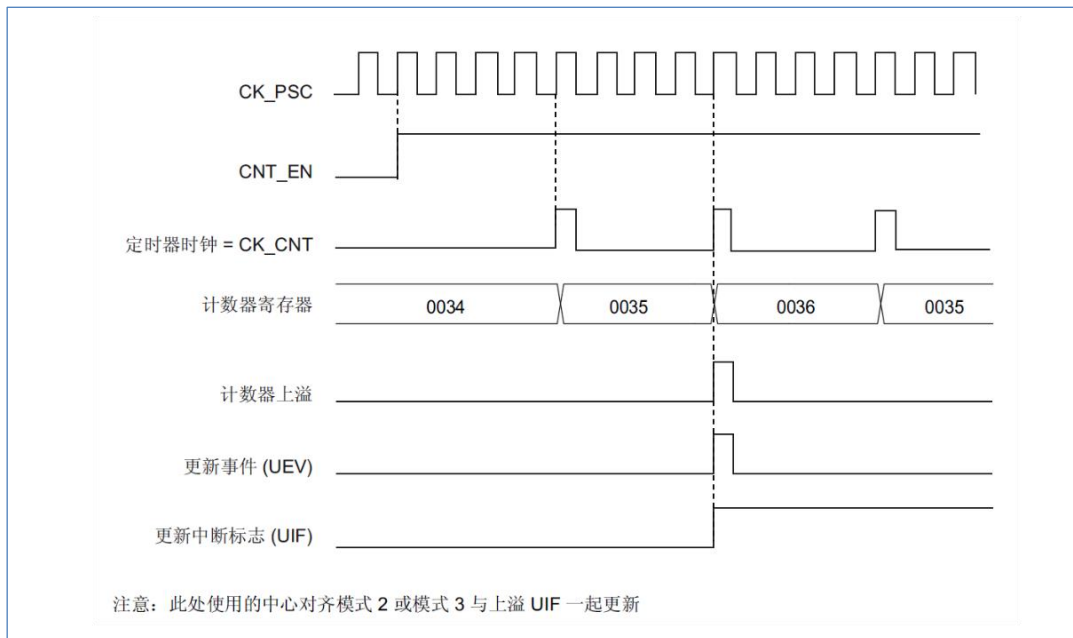 CK_PSC
CNT_EN
定时器时钟 = CK_CNT
计数器寄存器 0034 0035 0036 0035
计数器上溢
更新事件 (UEV)
更新中断标志 (UIF)
注意：此处使用的中心对齐模式 2 或模式 3 与上溢 UIF 一起更新